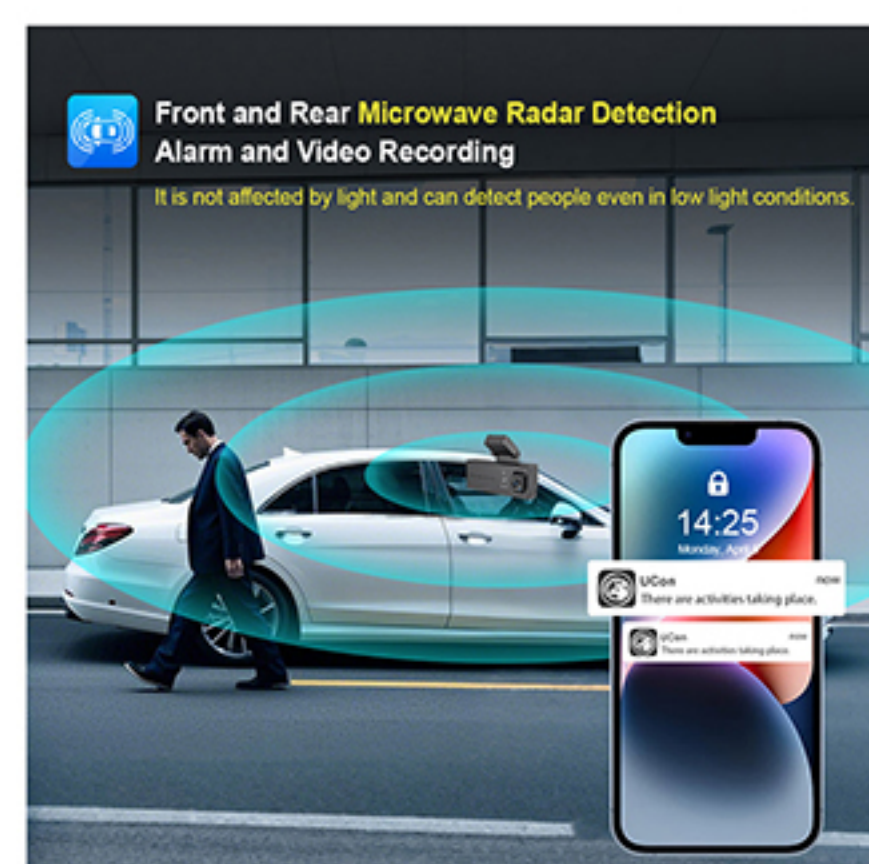 Front and Rear Microwave Radar Detection
Alarm and Video Recording
It is not affected by light and can detect people even in low light conditions.
14:25
Monday, April
UCon
now
There are activities taking place.
UCon
now
There are activities taking place.